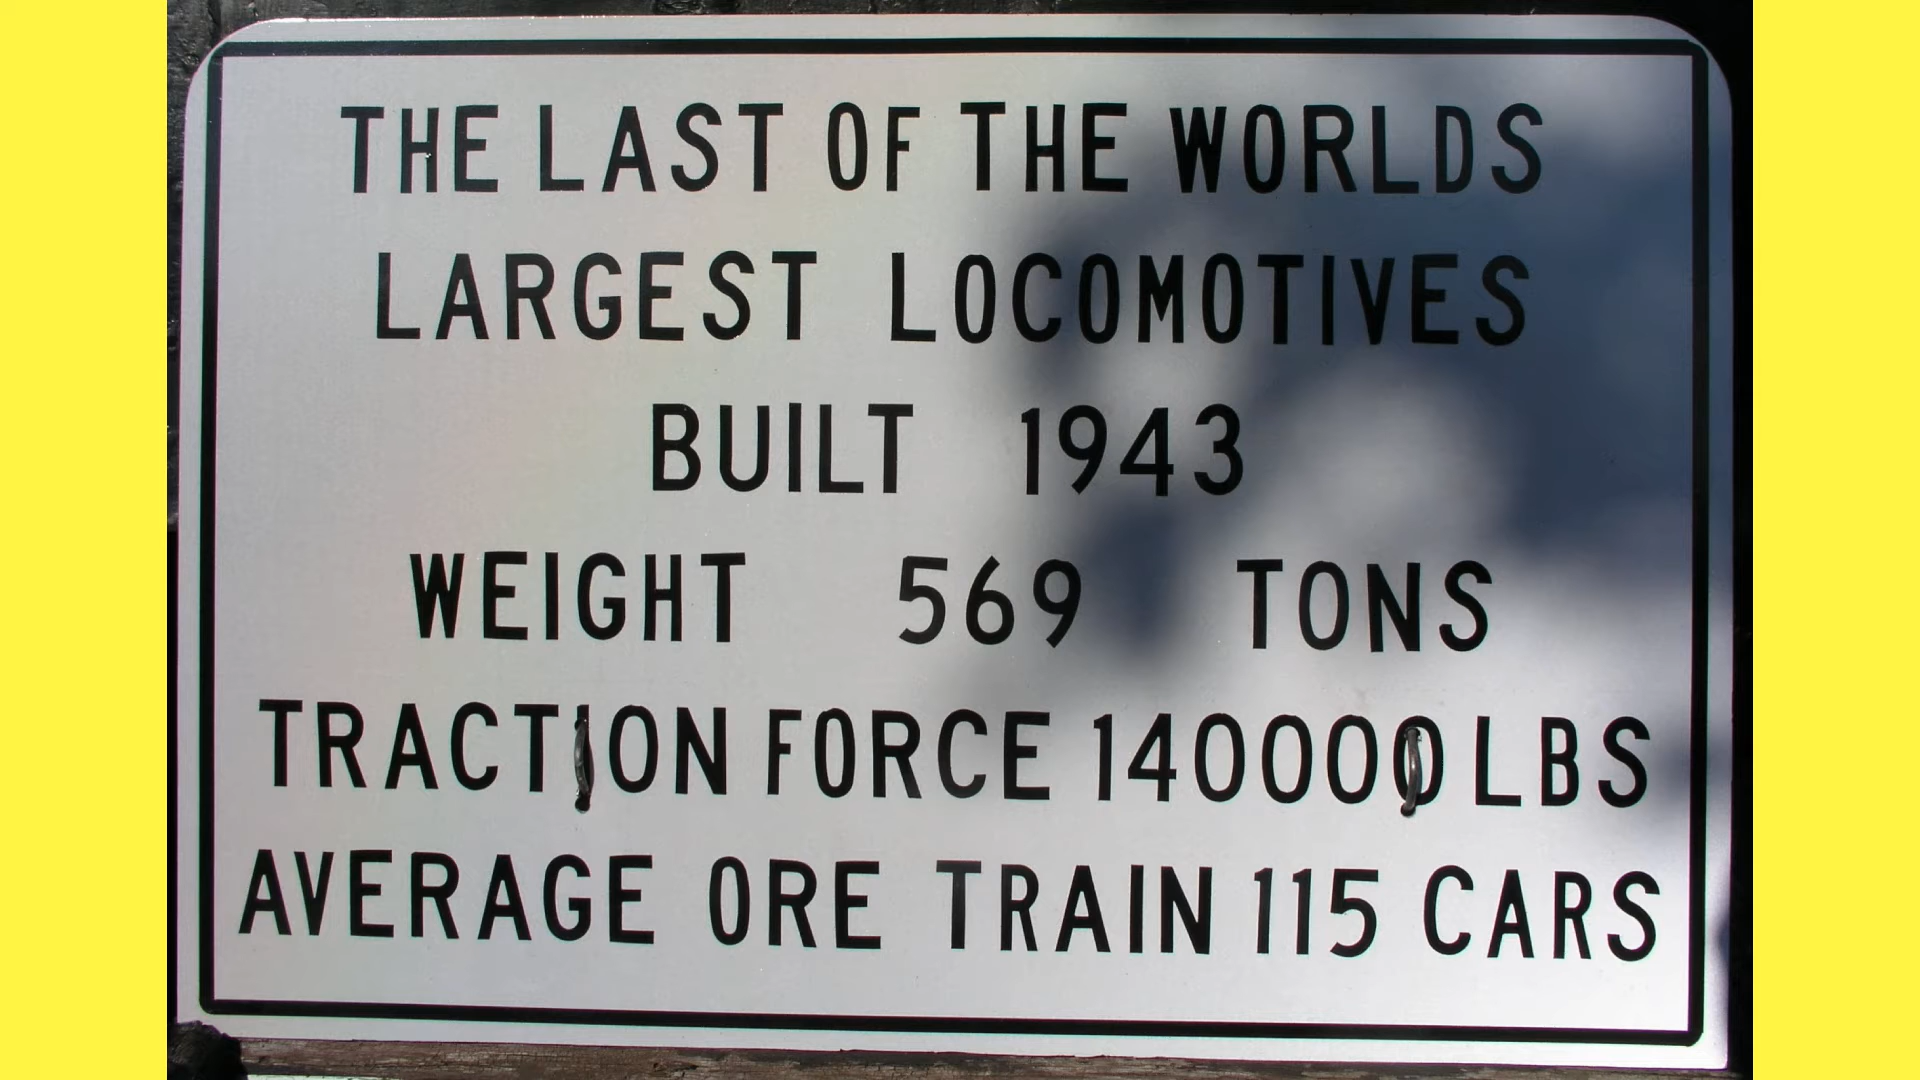 THE LAST OF THE WORLDS
LARGEST LOCOMOTIVES
BUILT 1943
WEIGHT 569 TONS
TRACTION FORCE 140000 LBS
AVERAGE ORE TRAIN 115 CARS